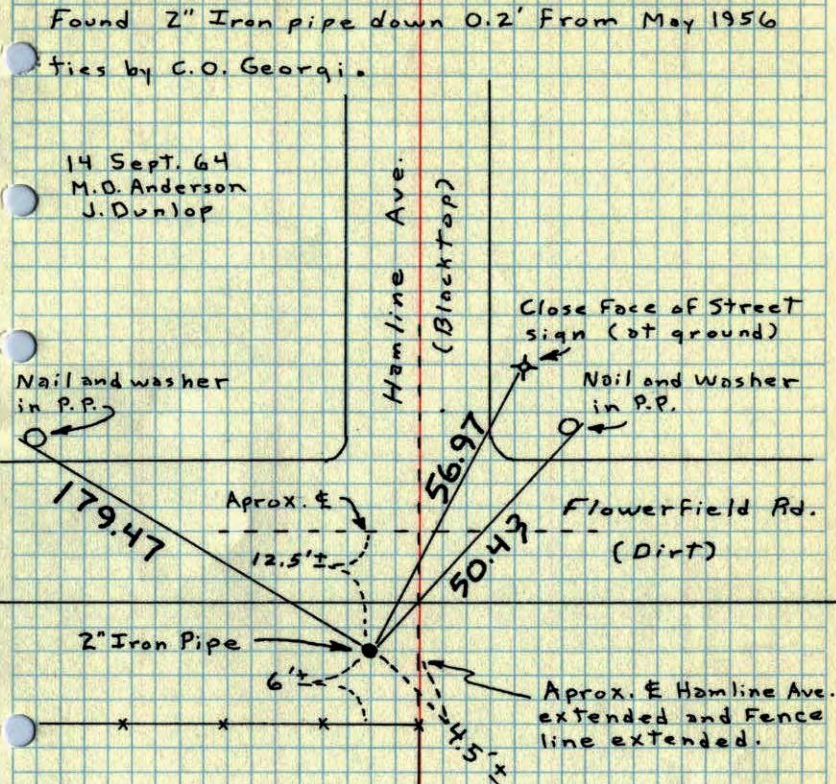 Found 2" Iron pipe down 0.2' From May 1956
ties by C.O. Georgi.
14 Sept. 64
M.O. Anderson
J. Dunlop
Hamline Ave.
(Blacktop)
Close Face of Street
sign (at ground)
Nail and washer
in P.P.
Nail and Washer
in P.P.
179.47
56.97
50.43
Aprox. ℄
Flowerfield Rd.
(Dirt)
12.5'±
2" Iron Pipe
6'±
4.5'±
Aprox. ℄ Hamline Ave.
extended and Fence
line extended.